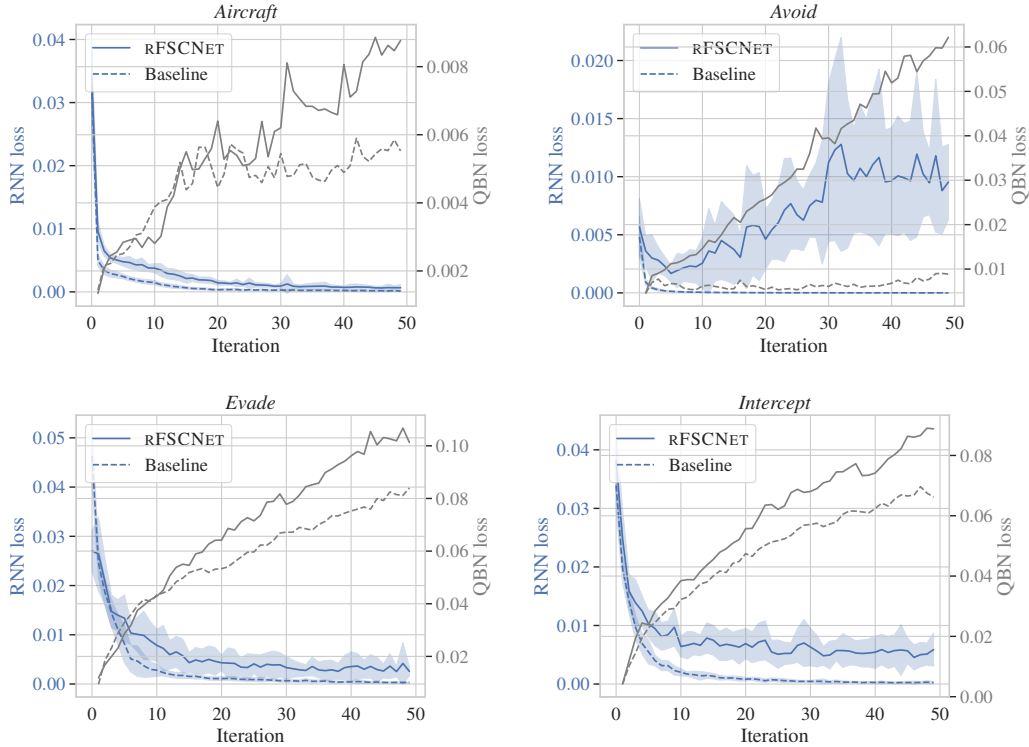 Aircraft
0.04
0.03
0.02
0.01
0.00
RNN loss
RFSCNET
Baseline
0.008
0.006
0.004
0.002
QBN loss
0 10 20 30 40 50
Iteration
Avoid
0.020
0.015
0.010
0.005
0.000
RNN loss
RFSCNET
Baseline
0.06
0.05
0.04
0.03
0.02
0.01
QBN loss
0 10 20 30 40 50
Iteration
Evade
0.05
0.04
0.03
0.02
0.01
0.00
RNN loss
RFSCNET
Baseline
0.10
0.08
0.06
0.04
0.02
QBN loss
0 10 20 30 40 50
Iteration
Intercept
0.04
0.03
0.02
0.01
0.00
RNN loss
RFSCNET
Baseline
0.08
0.06
0.04
0.02
0.00
QBN loss
0 10 20 30 40 50
Iteration